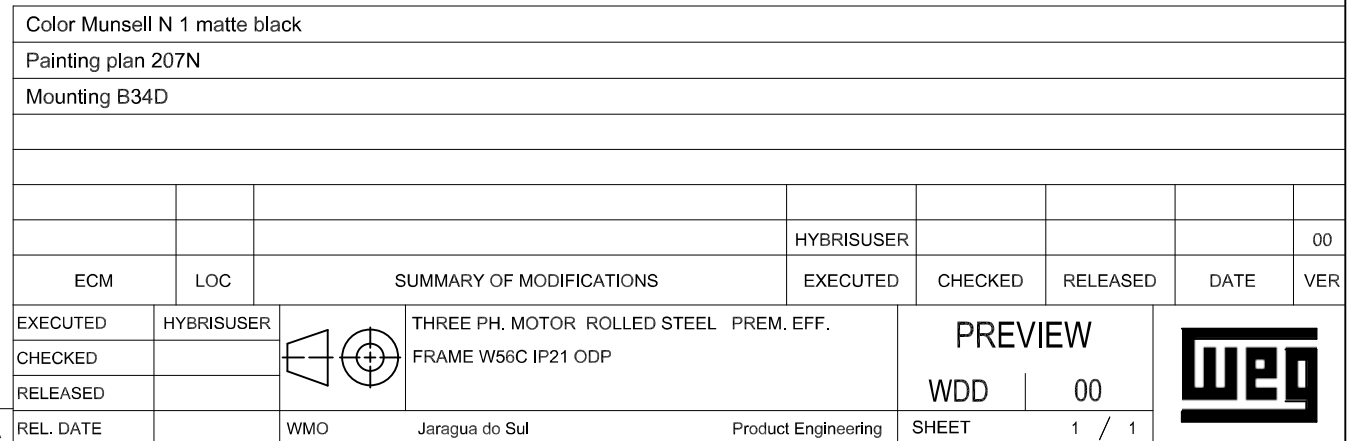 Color Munsell N 1 matte black
Painting plan 207N
Mounting B34D
HYBRISUSER 00
ECM LOC SUMMARY OF MODIFICATIONS EXECUTED CHECKED RELEASED DATE VER
EXECUTED HYBRISUSER THREE PH. MOTOR ROLLED STEEL PREM. EFF. PREVIEW
CHECKED FRAME W56C IP21 ODP
RELEASED WDD 00
REL. DATE WMO Jaragua do Sul Product Engineering SHEET 1 / 1
weg